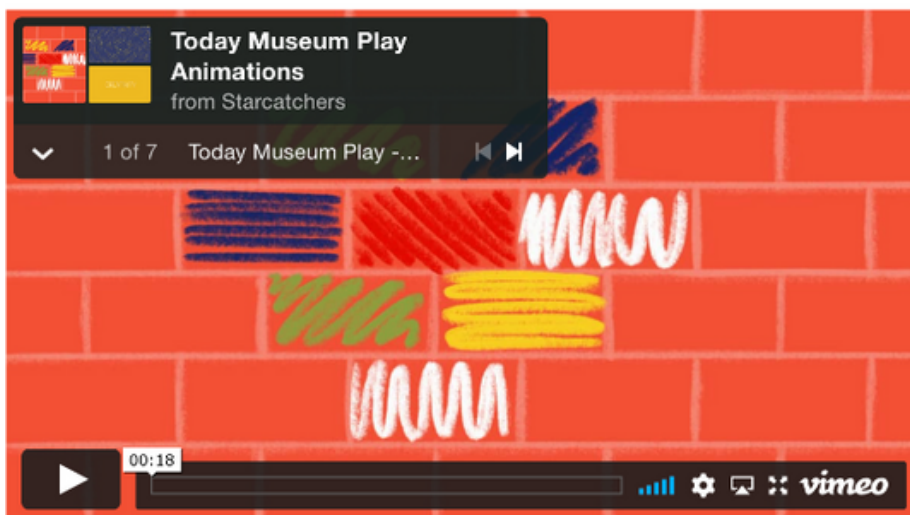 Today Museum Play
Animations
from Starcatchers
1 of 7 Today Museum Play -...
00:18
vimeo